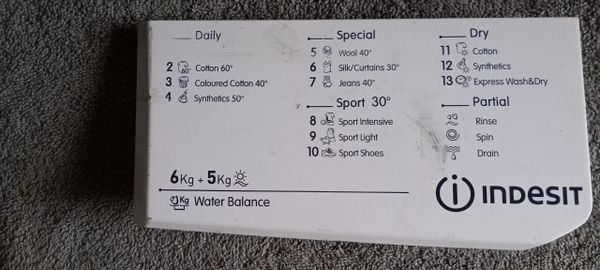 Daily
2 Cotton 60°
3 Coloured Cotton 40°
4 Synthetics 50°
Special
5 Wool 40°
6 Silk/Curtains 30°
7 Jeans 40°
Sport 30°
8 Sport Intensive
9 Sport Light
10 Sport Shoes
Dry
11 Cotton
12 Synthetics
13 Express Wash&Dry
Partial
Rinse
Spin
Drain
6Kg + 5Kg
Kg Water Balance
INDESIT